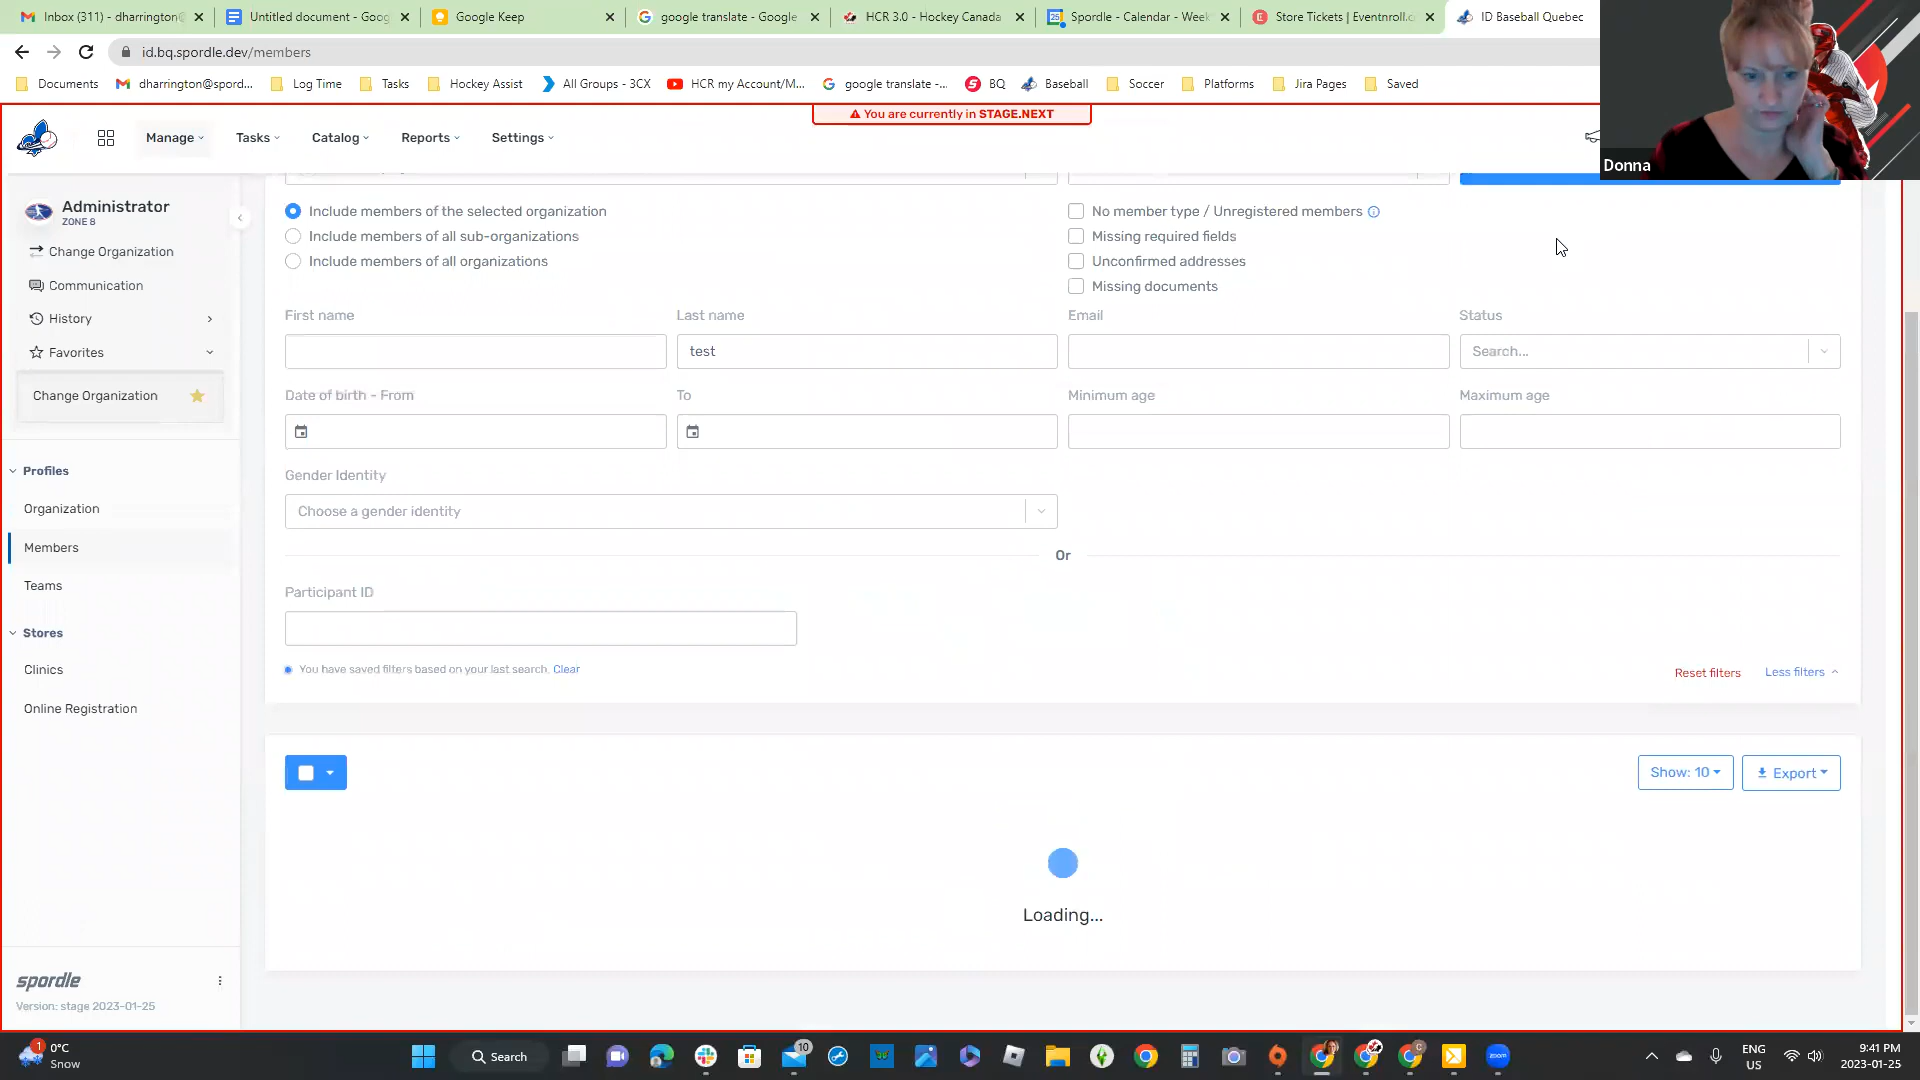 Inbox (311) - dharrington@
Untitled document - Goog
Google Keep
google translate - Google
HCR 3.0 - Hockey Canada
Spordle - Calendar - Week
Store Tickets | Eventnroll.c
ID Baseball Quebec
id.bq.spordle.dev/members
Documents
dharrington@spord...
Log Time
Tasks
Hockey Assist
All Groups - 3CX
HCR my Account/M...
google translate -...
BQ
Baseball
Soccer
Platforms
Jira Pages
Saved
You are currently in STAGE.NEXT
Manage
Tasks
Catalog
Reports
Settings
Donna
Administrator
ZONE 8
Change Organization
Communication
History
Favorites
Change Organization
Profiles
Organization
Members
Teams
Stores
Clinics
Online Registration
spordle
Version: stage 2023-01-25
Include members of the selected organization
Include members of all sub-organizations
Include members of all organizations
No member type / Unregistered members
Missing required fields
Unconfirmed addresses
Missing documents
First name
Last name
Email
Status
test
Search...
Date of birth - From
To
Minimum age
Maximum age
Gender Identity
Choose a gender identity
Or
Participant ID
You have saved filters based on your last search. Clear
Reset filters
Less filters
Show: 10
Export
Loading...
1
0°C
Snow
Search
10
zoom
ENG
US
9:41 PM
2023-01-25